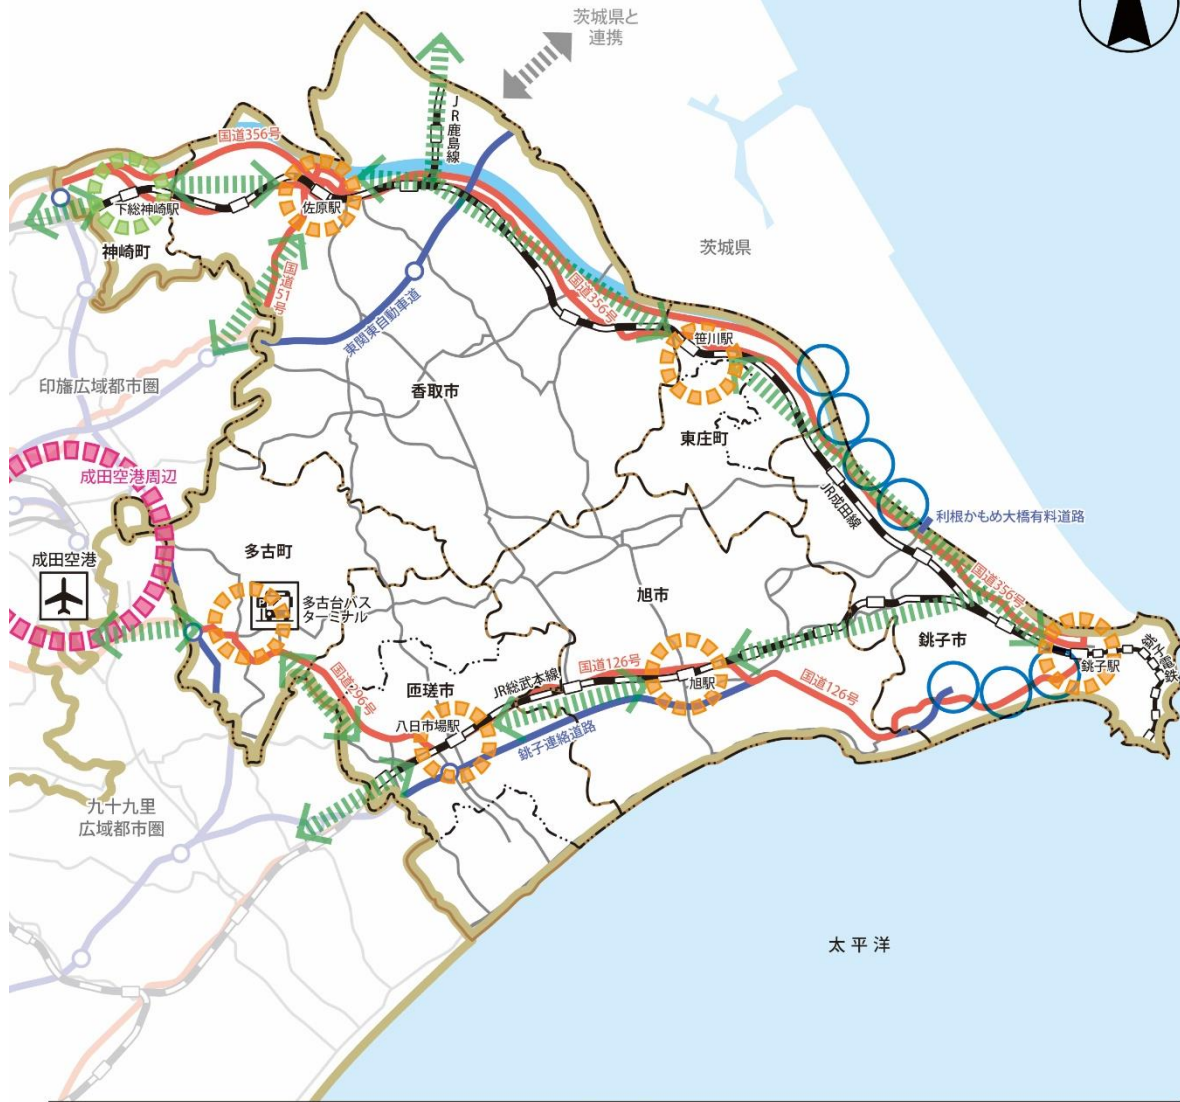 茨城県と
連携
JR鹿島線
国道356号
下総神崎駅
佐原駅
神崎町
国道51号
東関東自動車道
茨城県
国道356号
笹川駅
印旛広域都市圏
香取市
東庄町
成田空港周辺
JR成田線
利根かもめ大橋有料道路
多古町
成田空港
多古台バス
ターミナル
P
旭市
国道356号
銚子市
銚子駅
銚子電鉄
国道126号
旭駅
国道126号
JR総武本線
匝瑳市
国道296号
八日市場駅
銚子連絡道路
九十九里
広域都市圏
太平洋